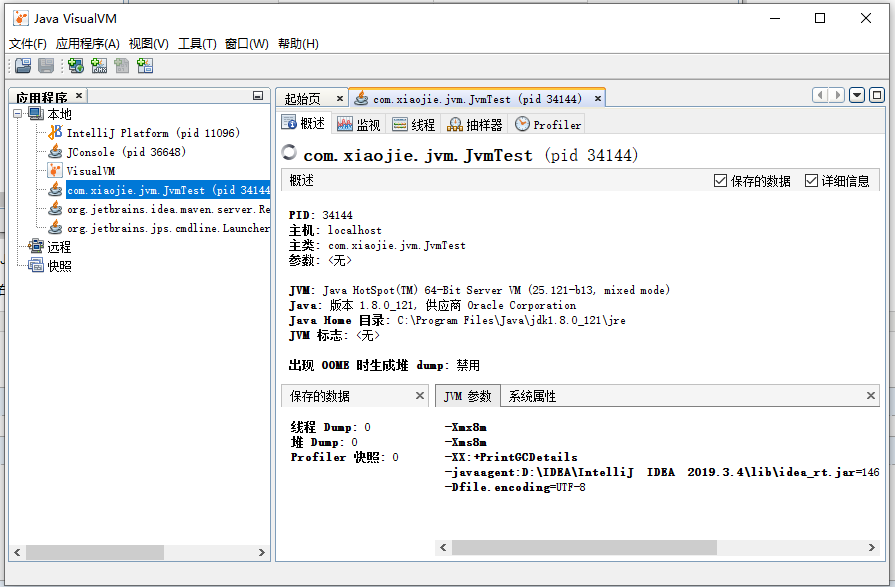 Java VisualVM
文件(F) 应用程序(A) 视图(V) 工具(T) 窗口(W) 帮助(H)
应用程序
本地
IntelliJ Platform (pid 11096)
JConsole (pid 36648)
VisualVM
com.xiaojie.jvm.JvmTest (pid 34144
org.jetbrains.idea.maven.server.Re
org.jetbrains.jps.cmdline.Launcher
远程
快照
起始页 com.xiaojie.jvm.JvmTest (pid 34144)
概述 监视 线程 抽样器 Profiler
com.xiaojie.jvm.JvmTest (pid 34144)
概述 保存的数据 详细信息
PID: 34144
主机: localhost
主类: com.xiaojie.jvm.JvmTest
参数: <无>
JVM: Java HotSpot(TM) 64-Bit Server VM (25.121-b13, mixed mode)
Java: 版本 1.8.0_121, 供应商 Oracle Corporation
Java Home 目录: C:\Program Files\Java\jdk1.8.0_121\jre
JVM 标志: <无>
出现 OOME 时生成堆 dump: 禁用
保存的数据
线程 Dump: 0
堆 Dump: 0
Profiler 快照: 0
JVM 参数 系统属性
-Xmx8m
-Xms8m
-XX:+PrintGCDetails
-javaagent:D:\IDEA\IntelliJ IDEA 2019.3.4\lib\idea_rt.jar=146
-Dfile.encoding=UTF-8